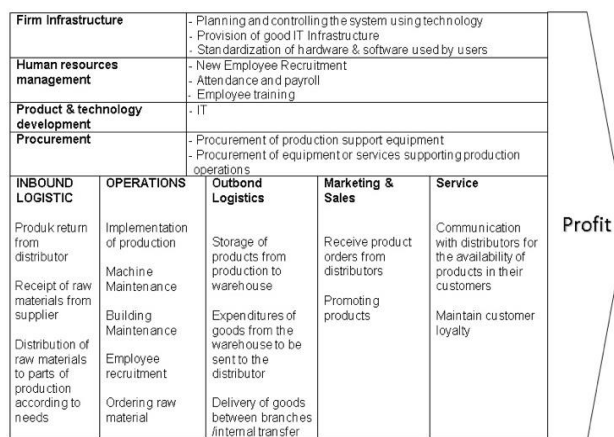 Firm Infrastructure
- Planning and controlling the system using technology
- Provision of good IT Infrastructure
- Standardization of hardware & software used by users
Human resources
management
- New Employee Recruitment
- Attendance and payroll
- Employee training
Product & technology
development
- IT
Procurement
- Procurement of production support equipment
- Procurement of equipment or services supporting production
operations
INBOUND
LOGISTIC
Produk return
from
distributor
Receipt of raw
materials from
supplier
Distribution of
raw materials
to parts of
production
according to
needs
OPERATIONS
Implementation
of production
Machine
Maintenance
Building
Maintenance
Employee
recruitment
Ordering raw
material
Outbond
Logistics
Storage of
products from
production to
warehouse
Expenditures of
goods from the
warehouse to be
sent to the
distributor
Delivery of goods
between branches
/internal transfer
Marketing &
Sales
Receive product
orders from
distributors
Promoting
products
Service
Communication
with distributors for
the availability of
products in their
customers
Maintain customer
loyalty
Profit